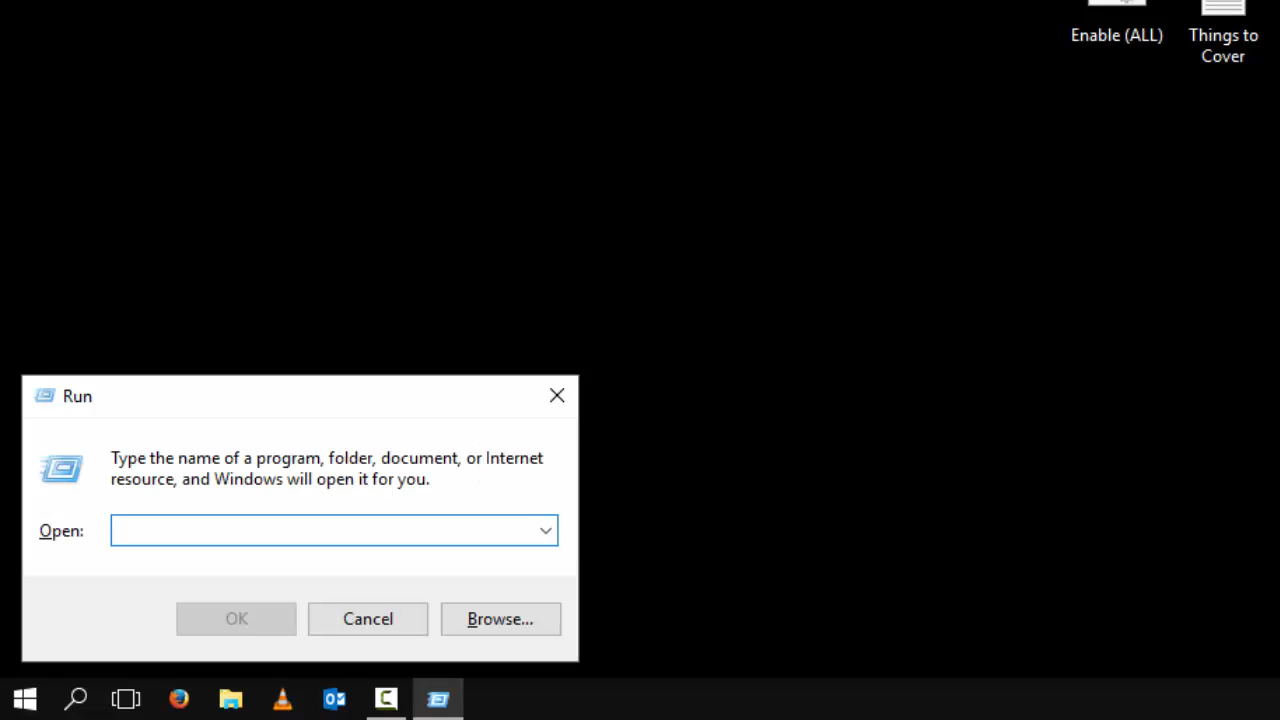 Enable (ALL)
Things to
Cover
Run
Type the name of a program, folder, document, or Internet
resource, and Windows will open it for you.
Open:
OK
Cancel
Browse...